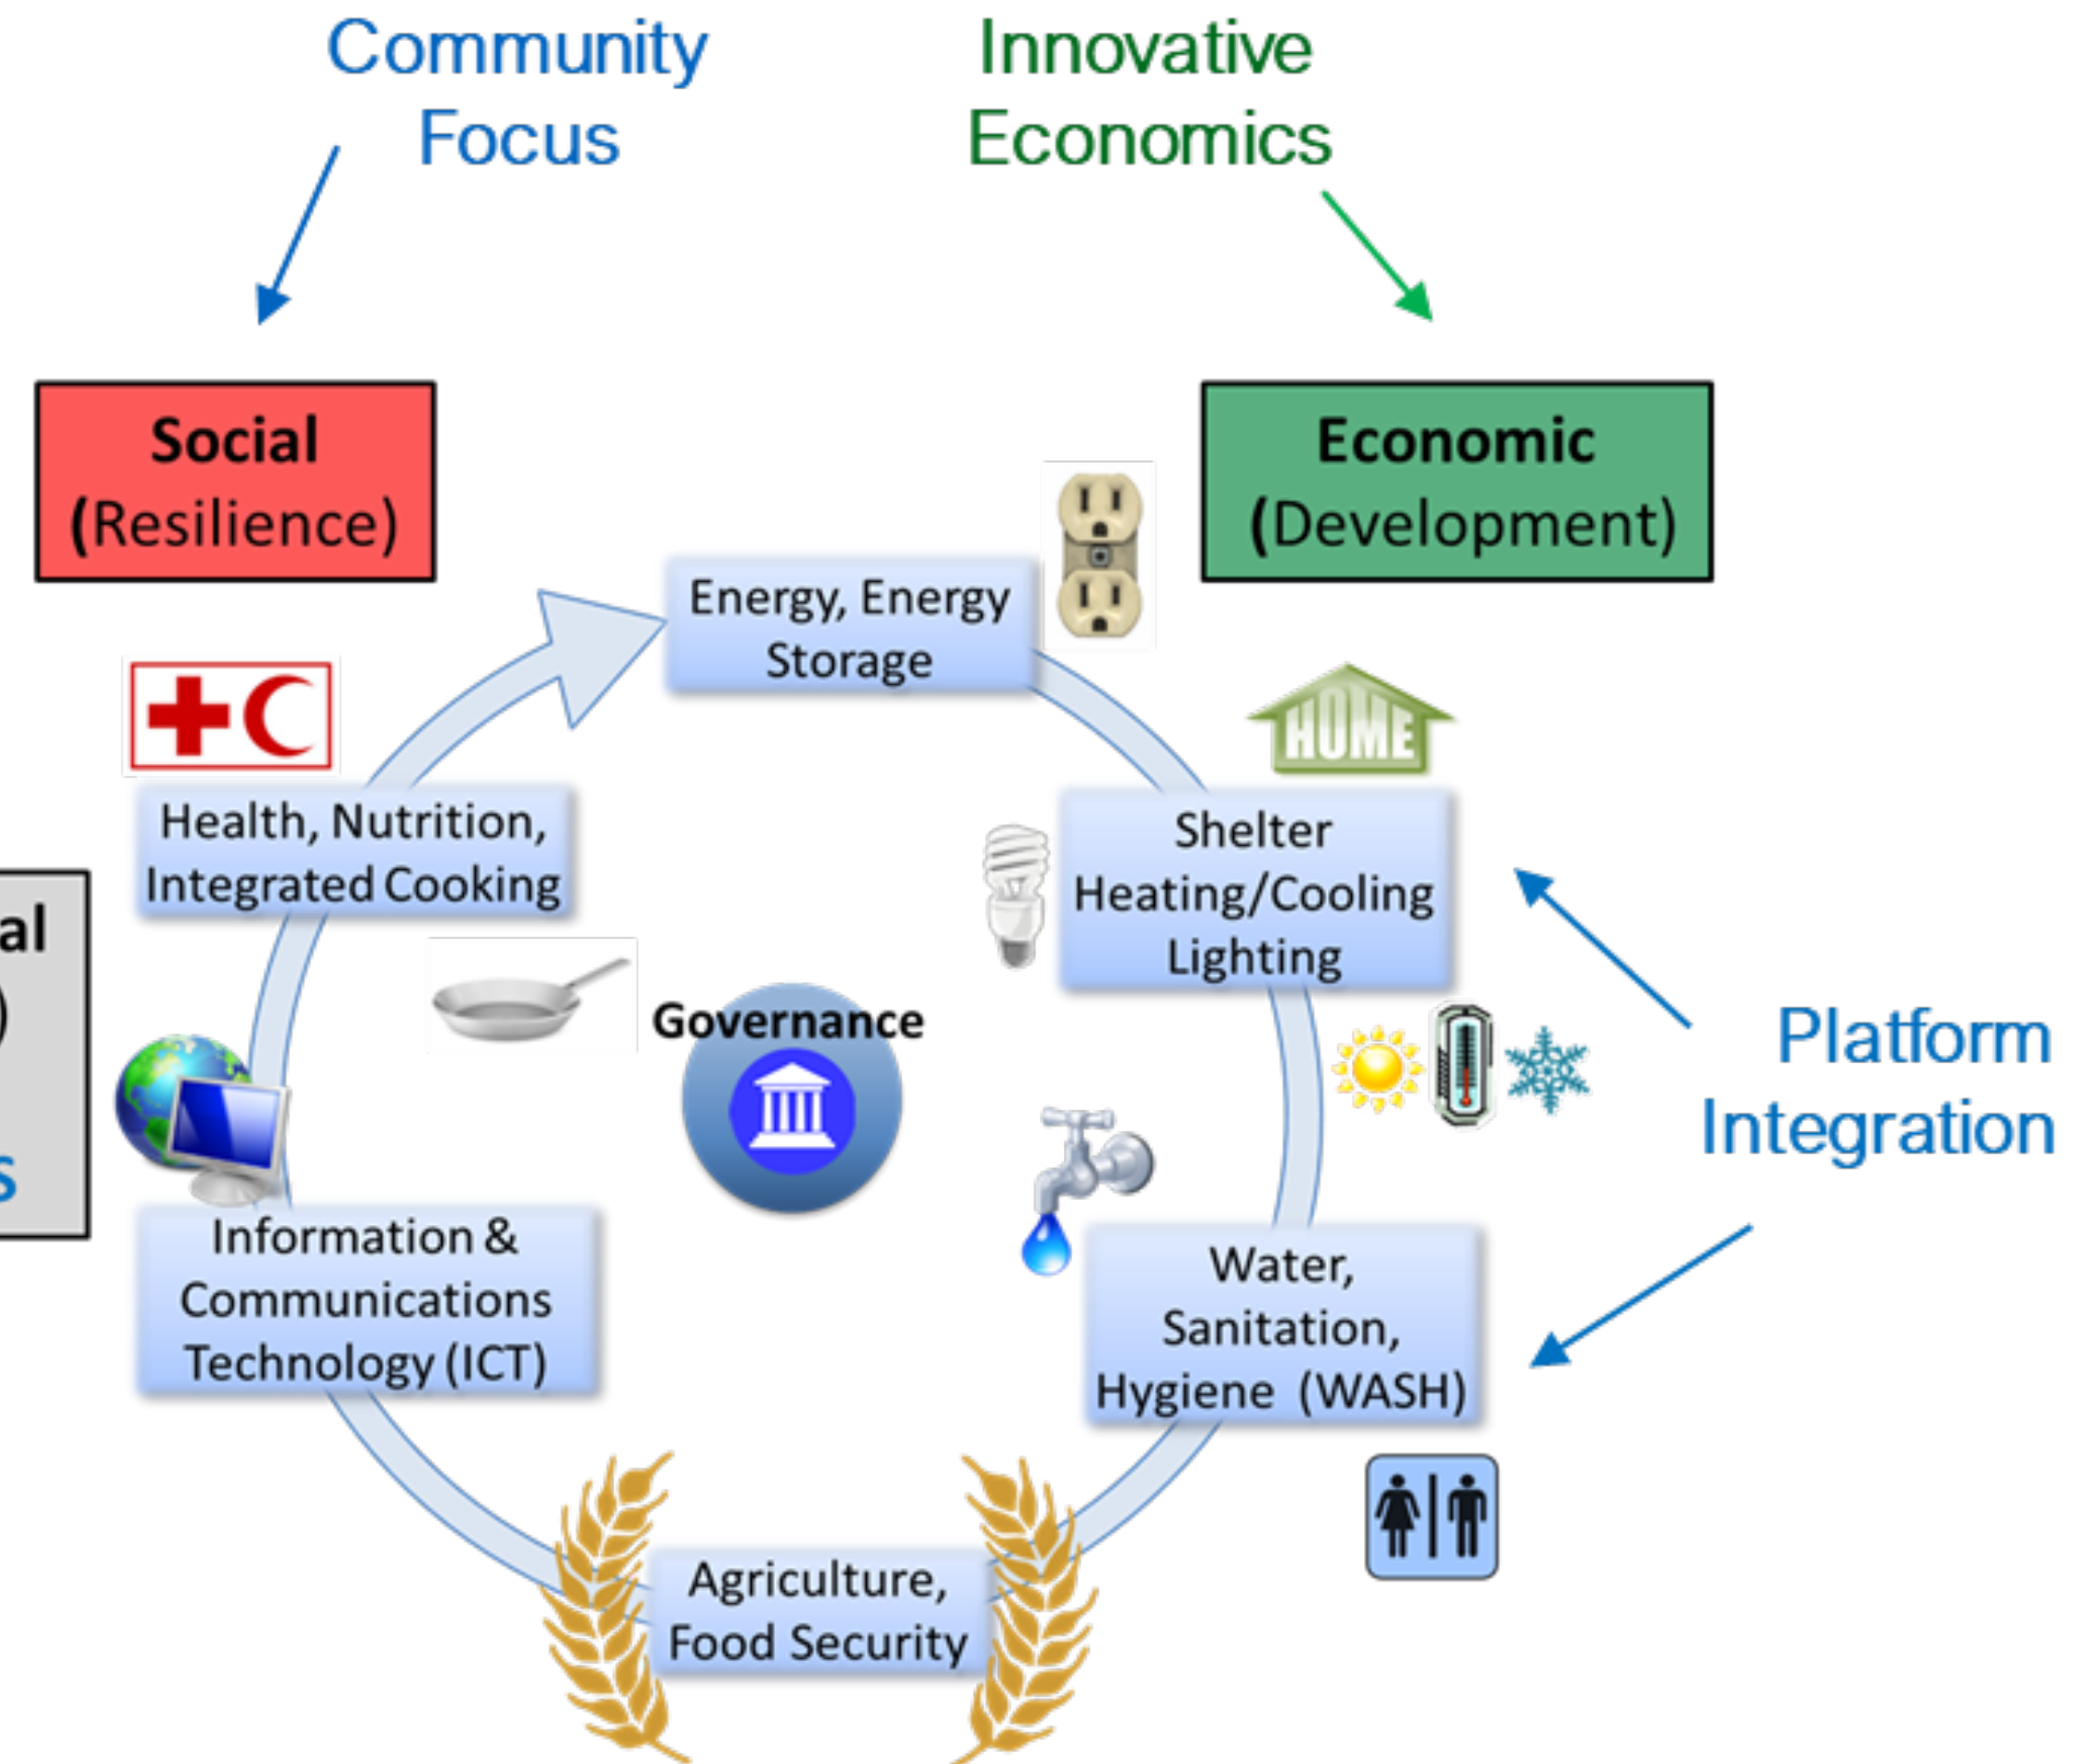 Community
Focus
Innovative
Economics
Social
(Resilience)
Economic
(Development)
Energy, Energy
Storage
HOME
Health, Nutrition,
Integrated Cooking
Shelter
Heating/Cooling
Lighting
Governance
Platform
Integration
Information &
Communications
Technology (ICT)
Water,
Sanitation,
Hygiene (WASH)
Agriculture,
Food Security